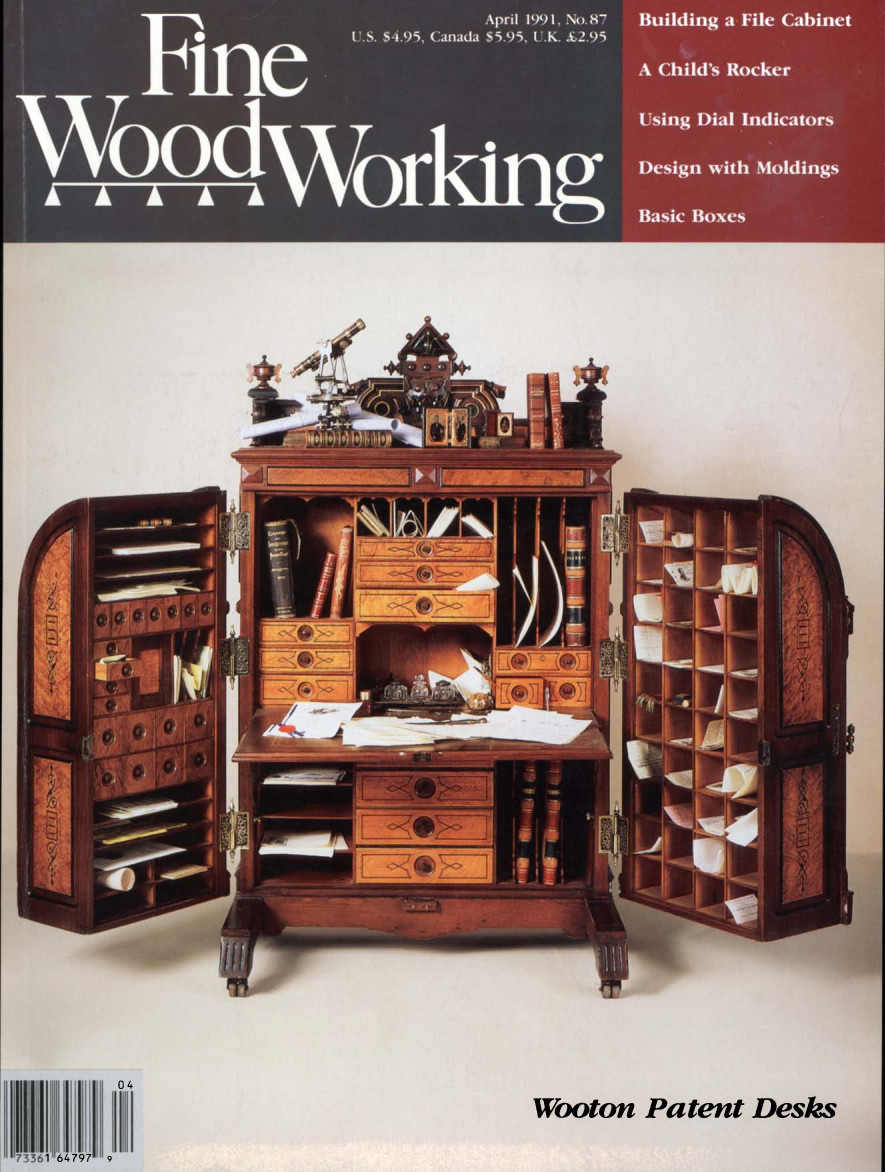 Fine
WoodWorking
April 1991, No. 87
U.S. $4.95, Canada $5.95, U.K. £2.95
Building a File Cabinet
A Child's Rocker
Using Dial Indicators
Design with Moldings
Basic Boxes
Wooton Patent Desks
04
73361 64797 9